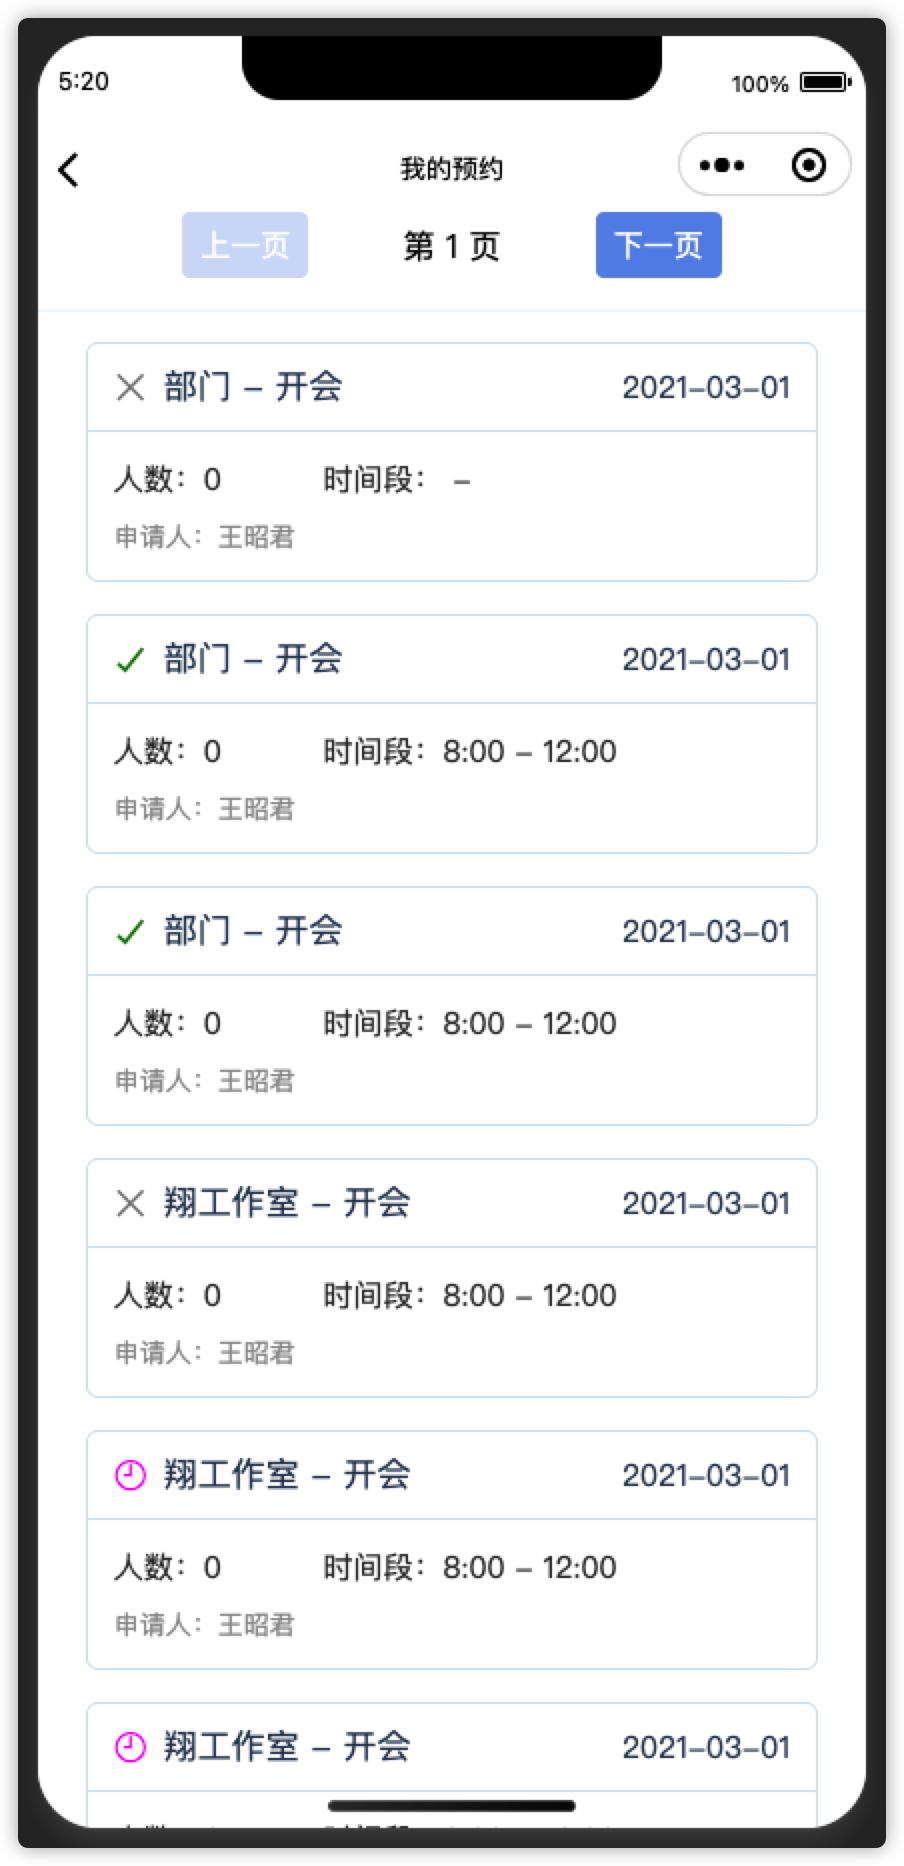 5:20
100%
我的预约
上一页 第 1 页 下一页
部门 – 开会 2021–03–01
人数：0 时间段： –
申请人：王昭君
部门 – 开会 2021–03–01
人数：0 时间段：8:00 – 12:00
申请人：王昭君
部门 – 开会 2021–03–01
人数：0 时间段：8:00 – 12:00
申请人：王昭君
翔工作室 – 开会 2021–03–01
人数：0 时间段：8:00 – 12:00
申请人：王昭君
翔工作室 – 开会 2021–03–01
人数：0 时间段：8:00 – 12:00
申请人：王昭君
翔工作室 – 开会 2021–03–01